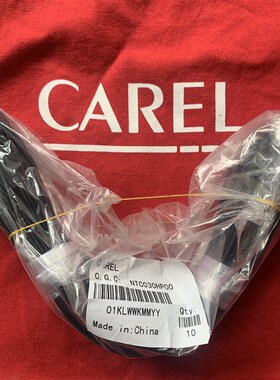 CAREL
CAREL
C.G.C: NTC030HP00
01KLWWKMMYY
Qty:
Made in:China
10